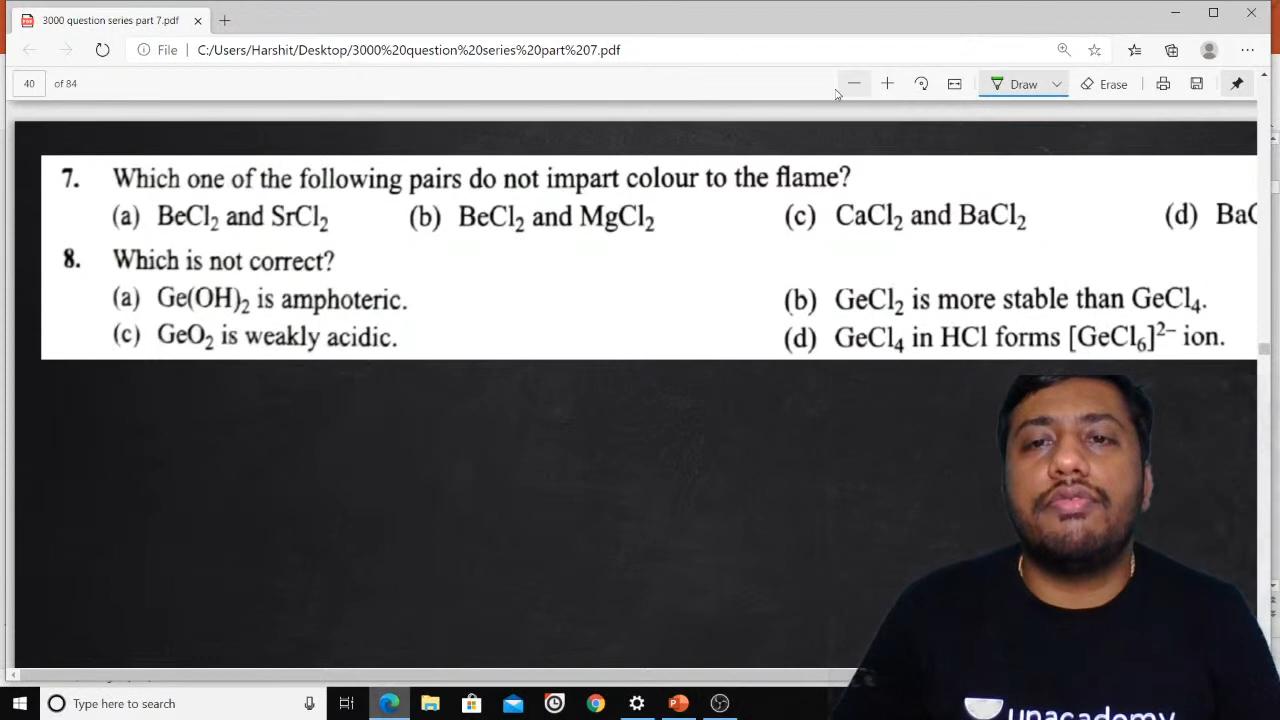 3000 question series part 7.pdf
File C:/Users/Harshit/Desktop/3000%20question%20series%20part%207.pdf
40 of 84 Draw Erase
7. Which one of the following pairs do not impart colour to the flame?
(a) BeCl₂ and SrCl₂ (b) BeCl₂ and MgCl₂ (c) CaCl₂ and BaCl₂ (d) BaC
8. Which is not correct?
(a) Ge(OH)₂ is amphoteric. (b) GeCl₂ is more stable than GeCl₄.
(c) GeO₂ is weakly acidic. (d) GeCl₄ in HCl forms [GeCl₆]²⁻ ion.
unacademy
Type here to search